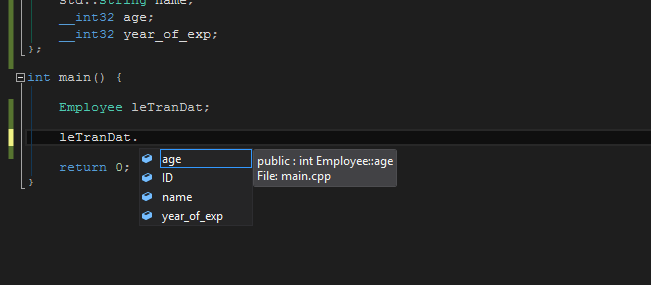 std::string name;
__int32 age;
__int32 year_of_exp;
};
int main() {
Employee leTranDat;
leTranDat.
return 0;
}
age
ID
name
year_of_exp
public : int Employee::age
File: main.cpp